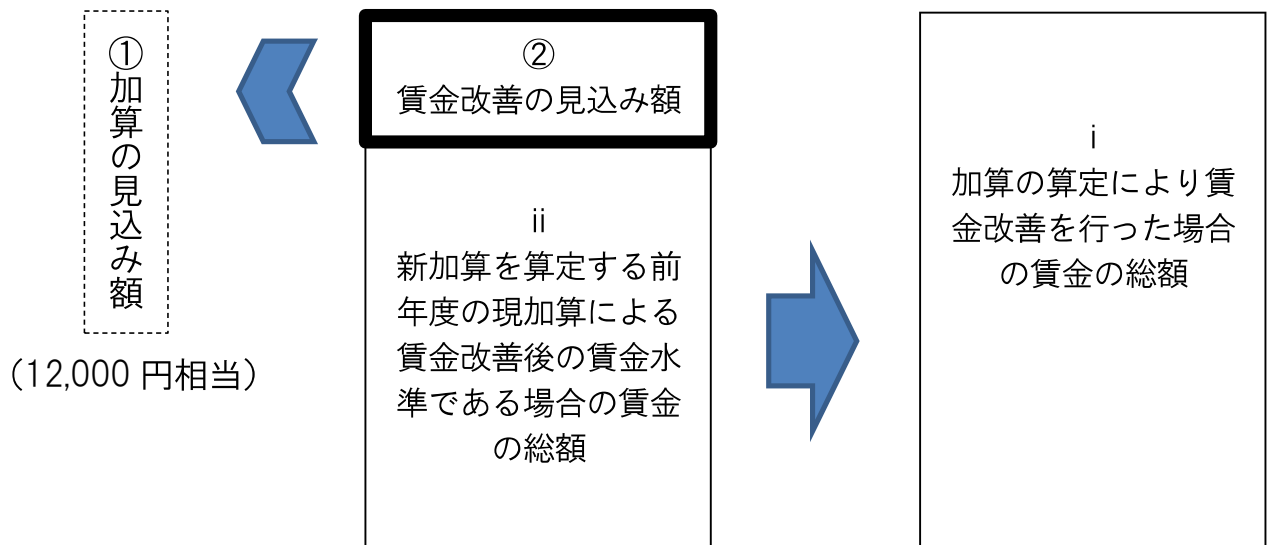 ①加算の見込み額
(12,000 円相当)
②
賃金改善の見込み額
ⅱ
新加算を算定する前
年度の現加算による
賃金改善後の賃金水
準である場合の賃金
の総額
ⅰ
加算の算定により賃
金改善を行った場合
の賃金の総額